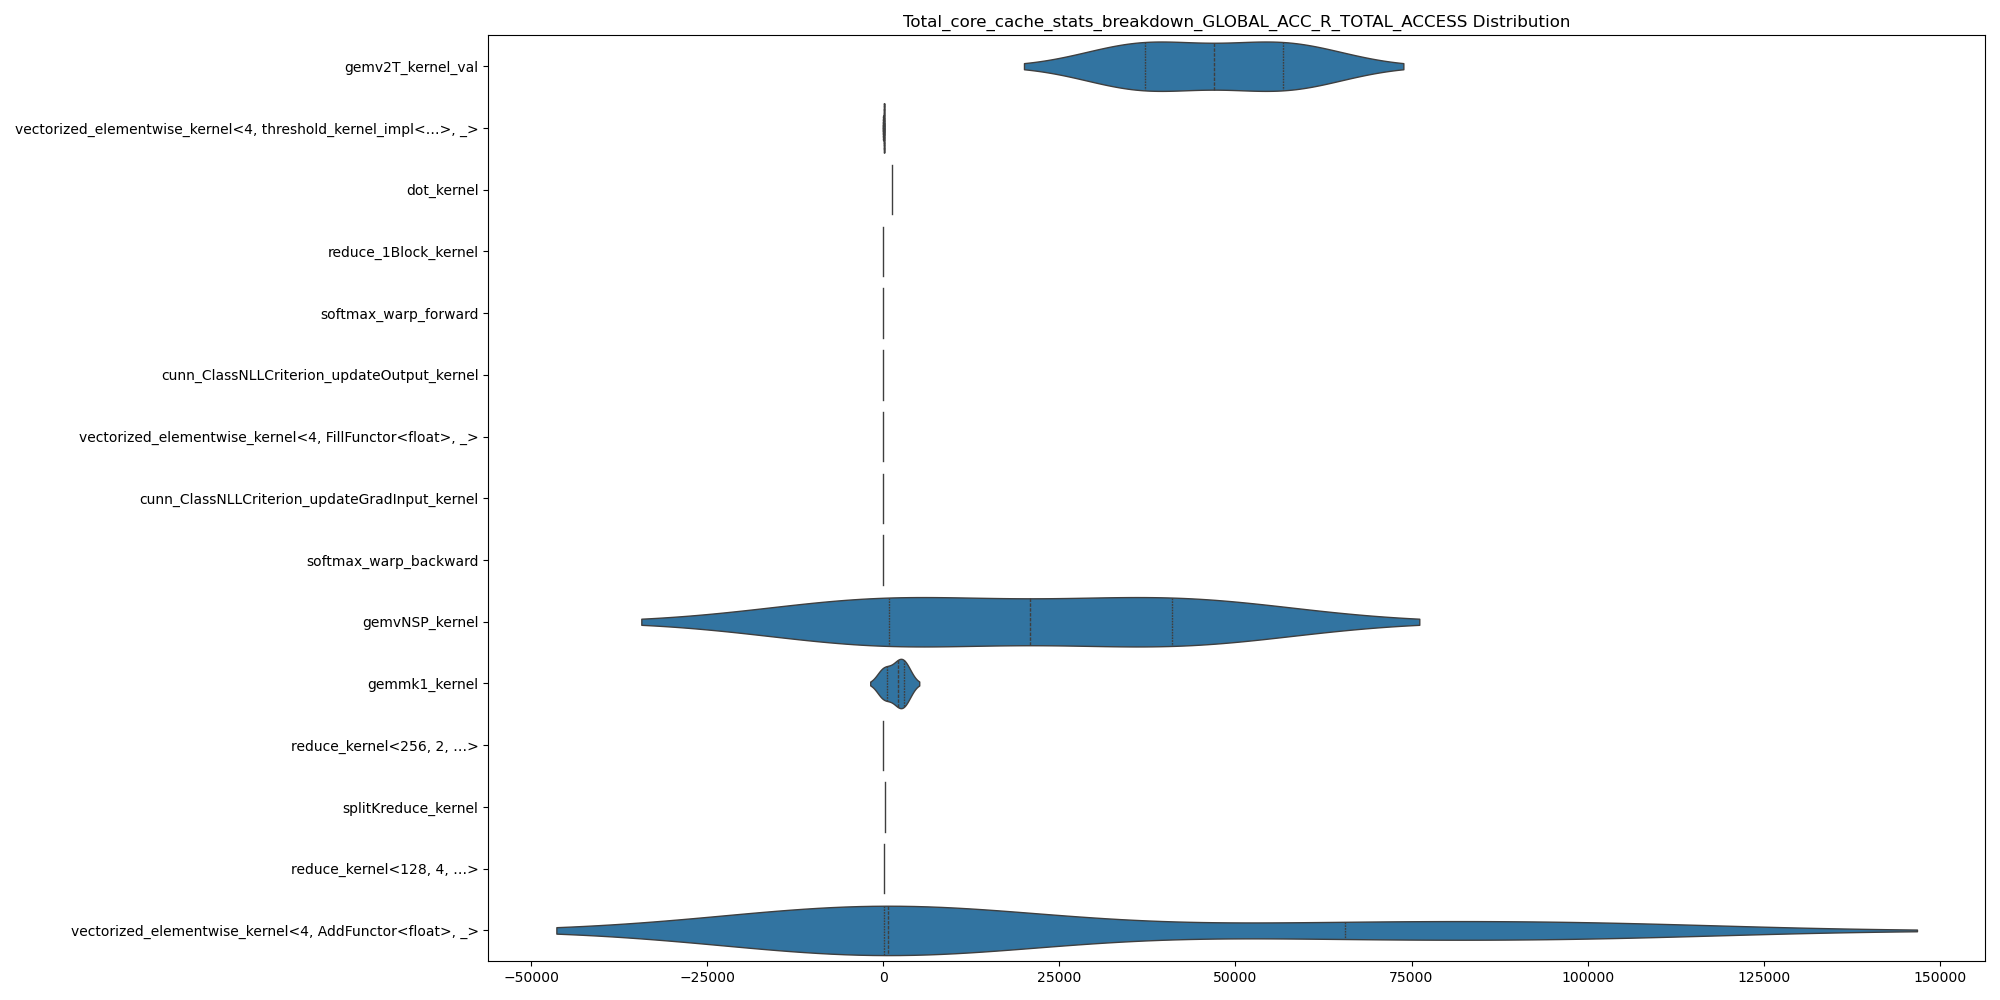 Total_core_cache_stats_breakdown_GLOBAL_ACC_R_TOTAL_ACCESS Distribution
gemv2T_kernel_val
vectorized_elementwise_kernel<4, threshold_kernel_impl<...>, _>
dot_kernel
reduce_1Block_kernel
softmax_warp_forward
cunn_ClassNLLCriterion_updateOutput_kernel
vectorized_elementwise_kernel<4, FillFunctor<float>, _>
cunn_ClassNLLCriterion_updateGradInput_kernel
softmax_warp_backward
gemvNSP_kernel
gemmk1_kernel
reduce_kernel<256, 2, ...>
splitKreduce_kernel
reduce_kernel<128, 4, ...>
vectorized_elementwise_kernel<4, AddFunctor<float>, _>
−50000 −25000 0 25000 50000 75000 100000 125000 150000